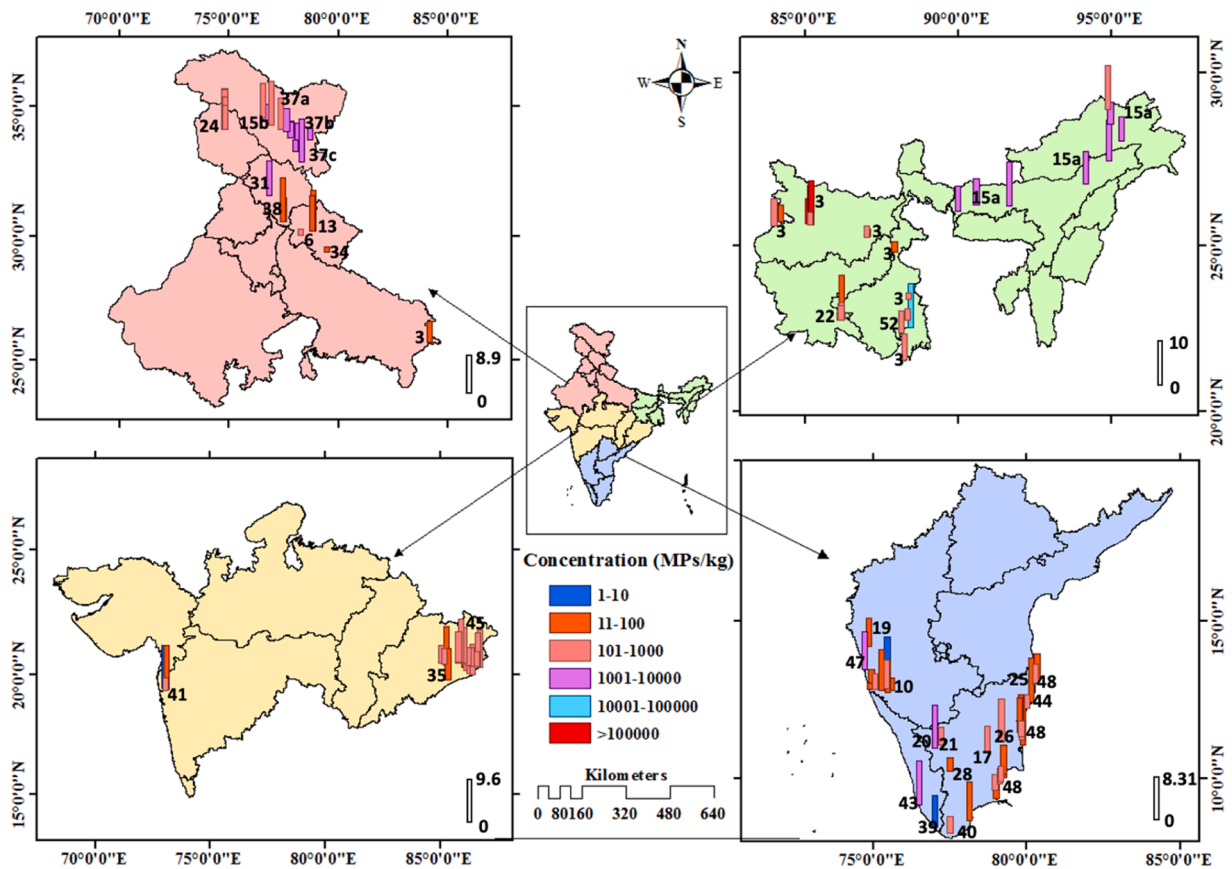 70°0'0"E 75°0'0"E 80°0'0"E 85°0'0"E
85°0'0"E 90°0'0"E 95°0'0"E
35°0'0"N
30°0'0"N
25°0'0"N
24
15b
37a
37b
37c
31
38
13
6
34
3
8.9
0
N
W E
S
30°0'0"N
25°0'0"N
20°0'0"N
15a
15a
15a
3
3
3
3
3
22
52
3
10
0
25°0'0"N
20°0'0"N
15°0'0"N
45
35
41
9.6
0
70°0'0"E 75°0'0"E 80°0'0"E 85°0'0"E
Concentration (MPs/kg)
1-10
11-100
101-1000
1001-10000
10001-100000
>100000
Kilometers
0 80160 320 480 640
15°0'0"N
10°0'0"N
19
47
10
25
48
44
20
21
26
48
17
28
48
43
39
40
8.31
0
75°0'0"E 80°0'0"E 85°0'0"E